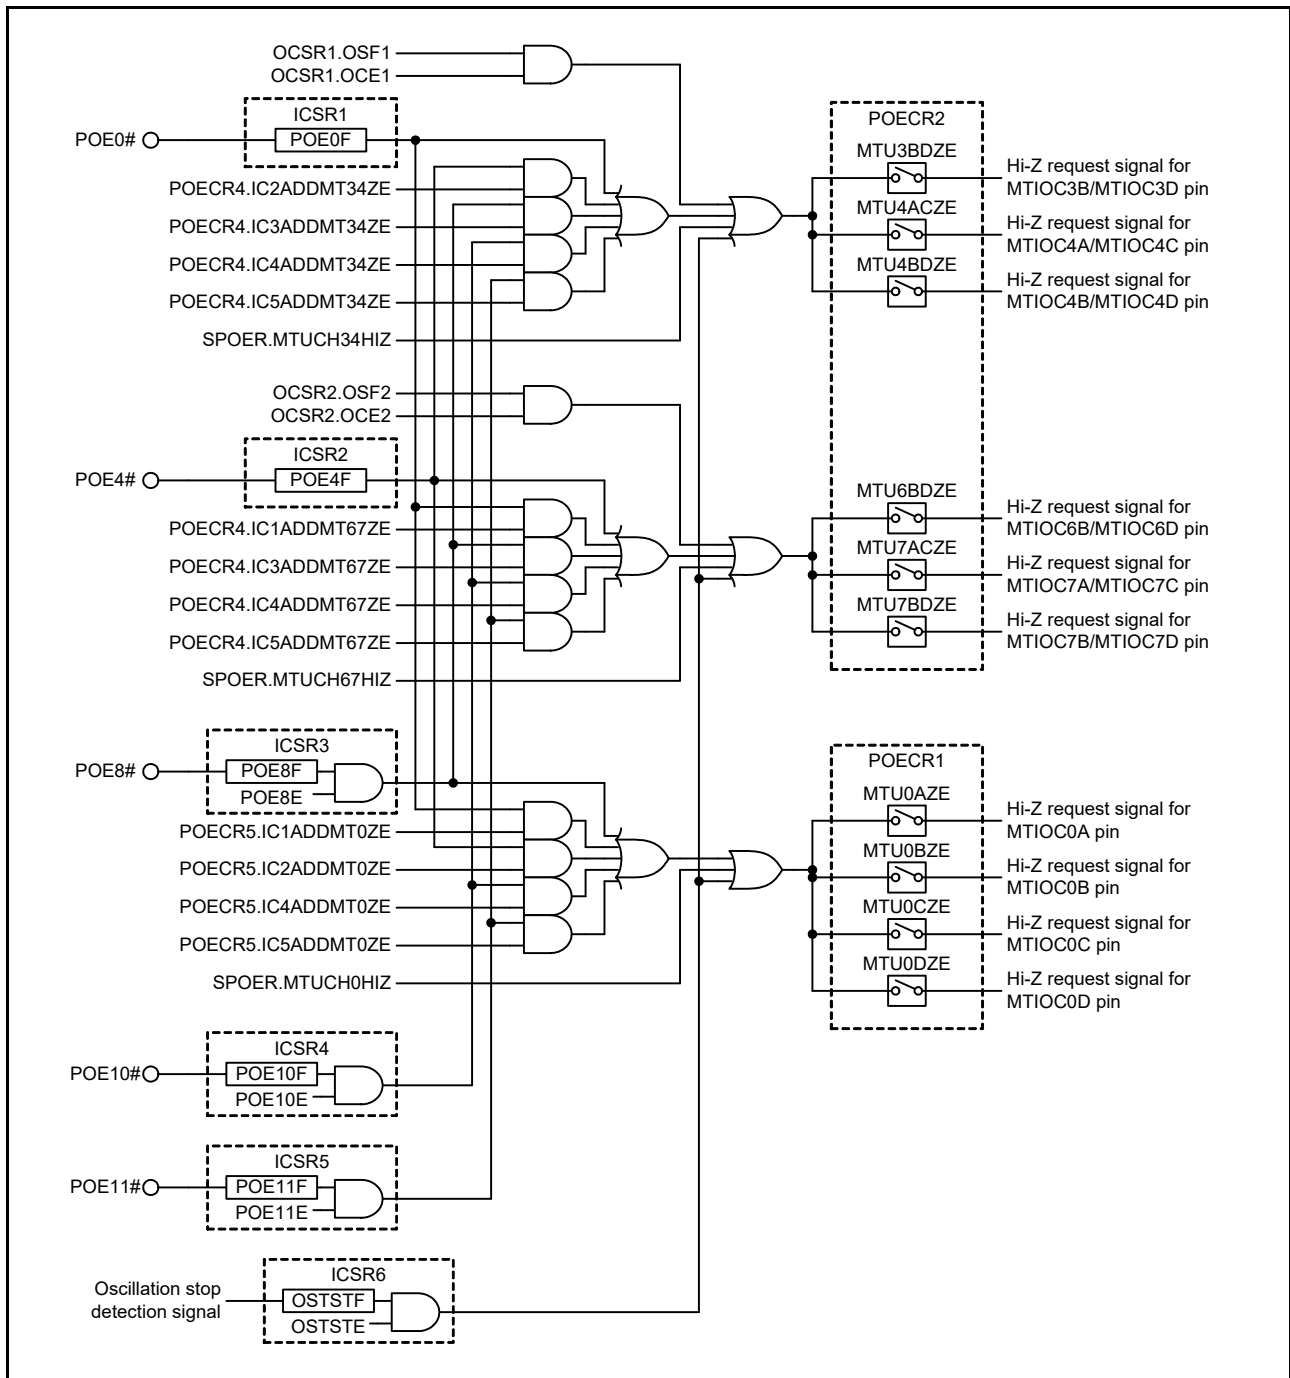 OCSR1.OSF1
OCSR1.OCE1
ICSR1
POE0#
POE0F
POECR4.IC2ADDMT34ZE
POECR4.IC3ADDMT34ZE
POECR4.IC4ADDMT34ZE
POECR4.IC5ADDMT34ZE
SPOER.MTUCH34HIZ
POECR2
MTU3BDZE
Hi-Z request signal for
MTIOC3B/MTIOC3D pin
MTU4ACZE
Hi-Z request signal for
MTIOC4A/MTIOC4C pin
MTU4BDZE
Hi-Z request signal for
MTIOC4B/MTIOC4D pin
OCSR2.OSF2
OCSR2.OCE2
ICSR2
POE4#
POE4F
POECR4.IC1ADDMT67ZE
POECR4.IC3ADDMT67ZE
POECR4.IC4ADDMT67ZE
POECR4.IC5ADDMT67ZE
SPOER.MTUCH67HIZ
MTU6BDZE
Hi-Z request signal for
MTIOC6B/MTIOC6D pin
MTU7ACZE
Hi-Z request signal for
MTIOC7A/MTIOC7C pin
MTU7BDZE
Hi-Z request signal for
MTIOC7B/MTIOC7D pin
ICSR3
POE8#
POE8F
POE8E
POECR5.IC1ADDMT0ZE
POECR5.IC2ADDMT0ZE
POECR5.IC4ADDMT0ZE
POECR5.IC5ADDMT0ZE
SPOER.MTUCH0HIZ
POECR1
MTU0AZE
Hi-Z request signal for
MTIOC0A pin
MTU0BZE
Hi-Z request signal for
MTIOC0B pin
MTU0CZE
Hi-Z request signal for
MTIOC0C pin
MTU0DZE
Hi-Z request signal for
MTIOC0D pin
ICSR4
POE10#
POE10F
POE10E
ICSR5
POE11#
POE11F
POE11E
ICSR6
Oscillation stop
detection signal
OSTSTF
OSTSTE